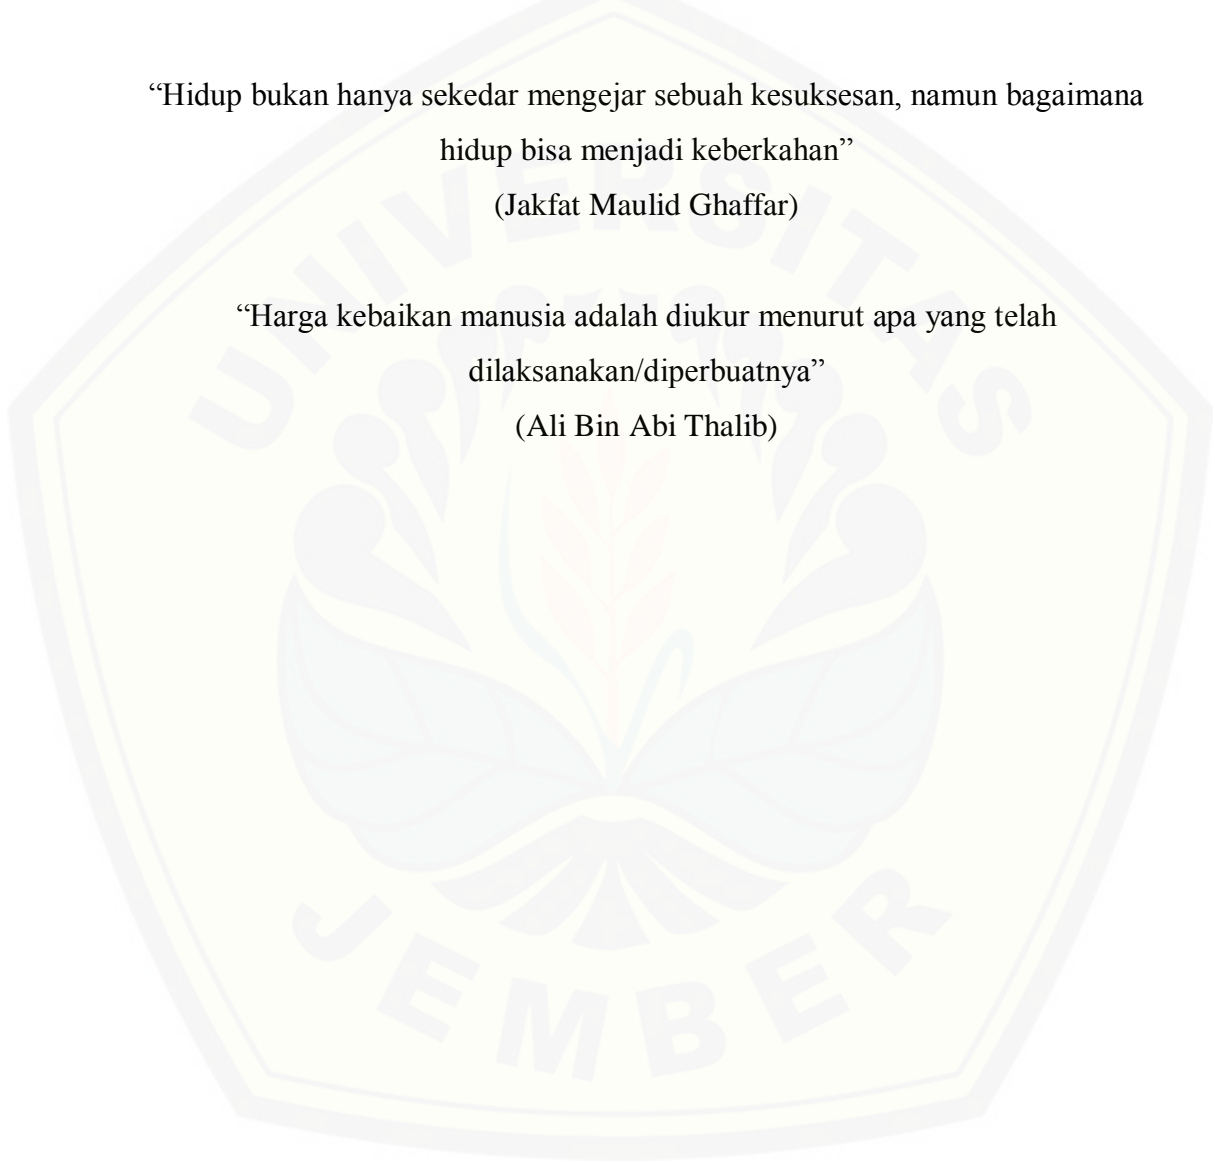 “Hidup bukan hanya sekedar mengejar sebuah kesuksesan, namun bagaimana
hidup bisa menjadi keberkahan”
(Jakfat Maulid Ghaffar)
“Harga kebaikan manusia adalah diukur menurut apa yang telah
dilaksanakan/diperbuatnya”
(Ali Bin Abi Thalib)
UNIVERSITAS
JEMBER